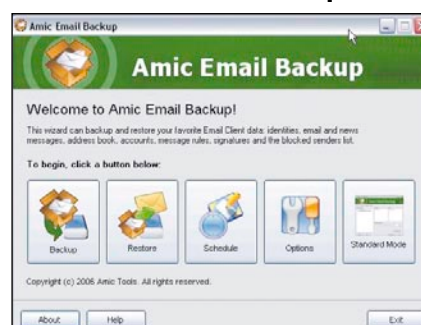 Amic Email Backup
Amic Email Backup
Welcome to Amic Email Backup!
This wizard can backup and restore your favorite Email Client data: identities, email and news
messages, address book, accounts, message rules, signatures and the blocked senders list.
To begin, click a button below:
Backup Restore Schedule Options Standard Mode
Copyright (c) 2006 Amic Tools. All rights reserved.
About Help Exit